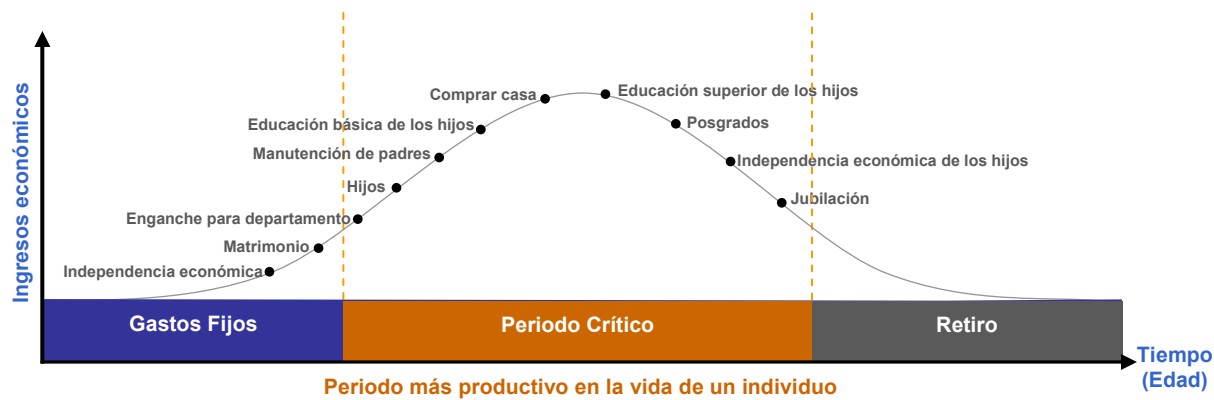 Ingresos económicos
Comprar casa
Educación superior de los hijos
Educación básica de los hijos
Posgrados
Manutención de padres
Independencia económica de los hijos
Hijos
Jubilación
Enganche para departamento
Matrimonio
Independencia económica
Gastos Fijos
Periodo Crítico
Retiro
Tiempo
(Edad)
Periodo más productivo en la vida de un individuo